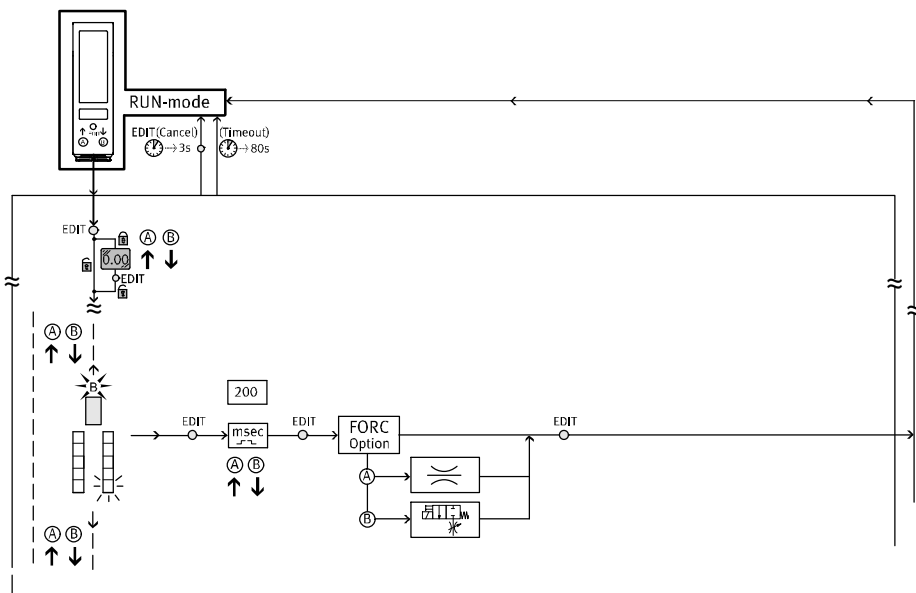 RUN-mode
A B
EDIT(Cancel) (Timeout)
3s 80s
EDIT
A B
0.00
EDIT
A B
B
200
EDIT EDIT EDIT
msec FORC
Option
A B
A
B
A B